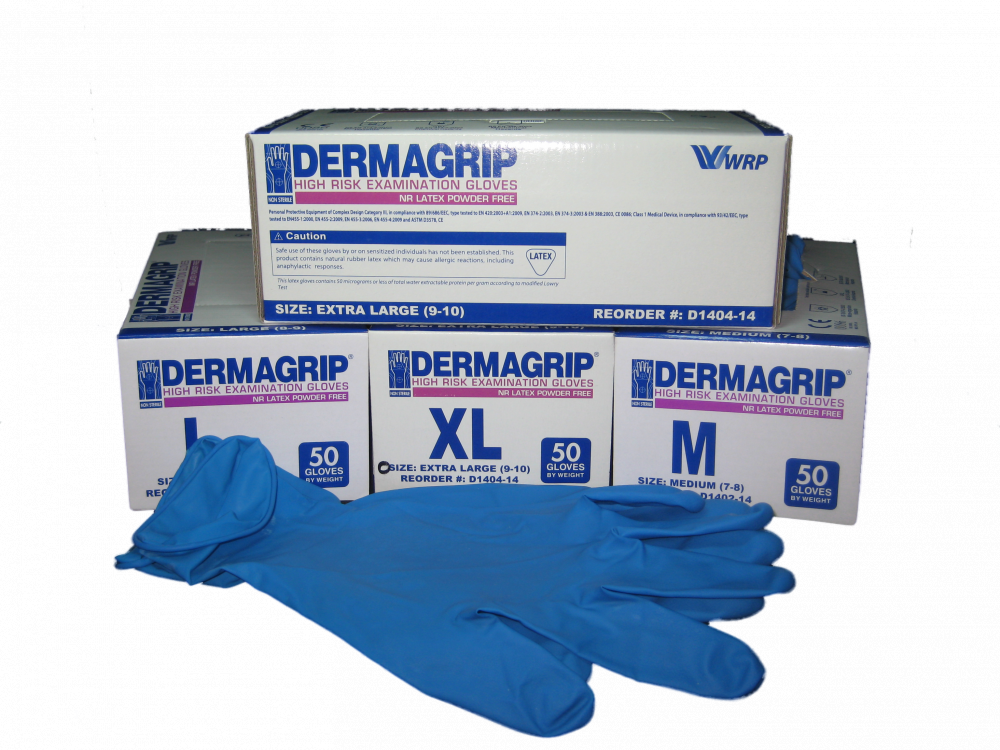 DERMAGRIP
HIGH RISK EXAMINATION GLOVES
NR LATEX POWDER FREE
NON STERILE
WRP
Personal Protective Equipment of Complex Design Category III, in compliance with 89/686/EEC, type tested to EN 420:2003+A1:2009, EN 374-2:2003, EN 374-3:2003 & EN 388:2003, CE 0086; Class 1 Medical Device, in compliance with 93/42/EEC, type
tested to EN455-1:2000, EN 455-2:2009, EN 455-3:2006, EN 455-4:2009 and ASTM D3578, CE
Caution
Safe use of these gloves by or on sensitized individuals has not been established. This
product contains natural rubber latex which may cause allergic reactions, including
anaphylactic responses.
LATEX
This latex gloves contains 50 micrograms or less of total water extractable protein per gram according to modified Lowry
Test
SIZE: EXTRA LARGE (9-10)
REORDER #: D1404-14
DERMAGRIP
HIGH RISK EXAMINATION GLOVES
SIZE: LARGE (8-9)
SIZE: MEDIUM (7-8)
CE
DERMAGRIP®
HIGH RISK EXAMINATION GLOVES
NR LATEX POWDER FREE
NON STERILE
L
50
GLOVES
BY WEIGHT
DERMAGRIP®
HIGH RISK EXAMINATION GLOVES
NR LATEX POWDER FREE
NON STERILE
XL
SIZE: EXTRA LARGE (9-10)
REORDER #: D1404-14
50
GLOVES
BY WEIGHT
DERMAGRIP®
HIGH RISK EXAMINATION GLOVES
NR LATEX POWDER FREE
NON STERILE
M
SIZE: MEDIUM (7-8)
D1402-14
50
GLOVES
BY WEIGHT